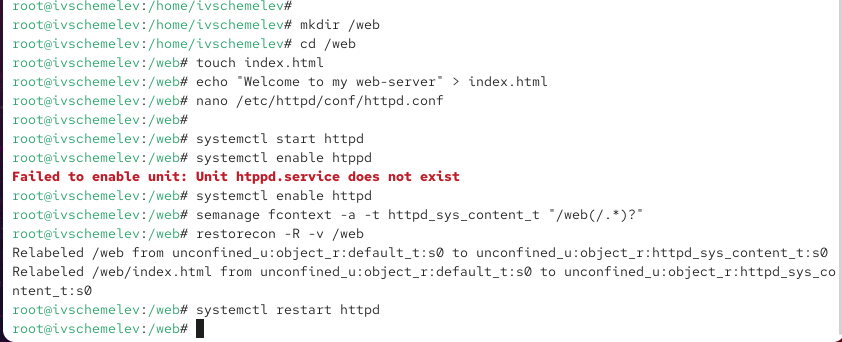 root@ivschemelev:/home/ivschemelev#
root@ivschemelev:/home/ivschemelev# mkdir /web
root@ivschemelev:/home/ivschemelev# cd /web
root@ivschemelev:/web# touch index.html
root@ivschemelev:/web# echo "Welcome to my web-server" > index.html
root@ivschemelev:/web# nano /etc/httpd/conf/httpd.conf
root@ivschemelev:/web#
root@ivschemelev:/web# systemctl start httpd
root@ivschemelev:/web# systemctl enable htppd
Failed to enable unit: Unit htppd.service does not exist
root@ivschemelev:/web# systemctl enable httpd
root@ivschemelev:/web# semanage fcontext -a -t httpd_sys_content_t "/web(/.*)?"
root@ivschemelev:/web# restorecon -R -v /web
Relabeled /web from unconfined_u:object_r:default_t:s0 to unconfined_u:object_r:httpd_sys_content_t:s0
Relabeled /web/index.html from unconfined_u:object_r:default_t:s0 to unconfined_u:object_r:httpd_sys_co
ntent_t:s0
root@ivschemelev:/web# systemctl restart httpd
root@ivschemelev:/web#